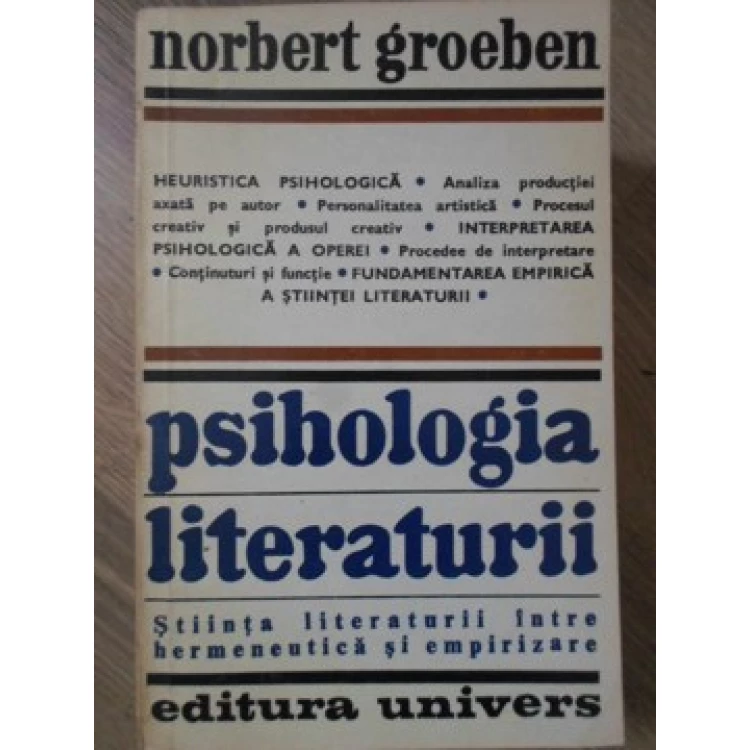 norbert groeben
HEURISTICA PSIHOLOGICĂ • Analiza producției
axată pe autor • Personalitatea artistică • Procesul
creativ și produsul creativ • INTERPRETAREA
PSIHOLOGICĂ A OPEREI • Procedee de interpretare
• Conținuturi și funcție • FUNDAMENTAREA EMPIRICĂ
A ȘTIINȚEI LITERATURII •
psihologia
literaturii
Știința literaturii între
hermeneutică și empirizare
editura univers